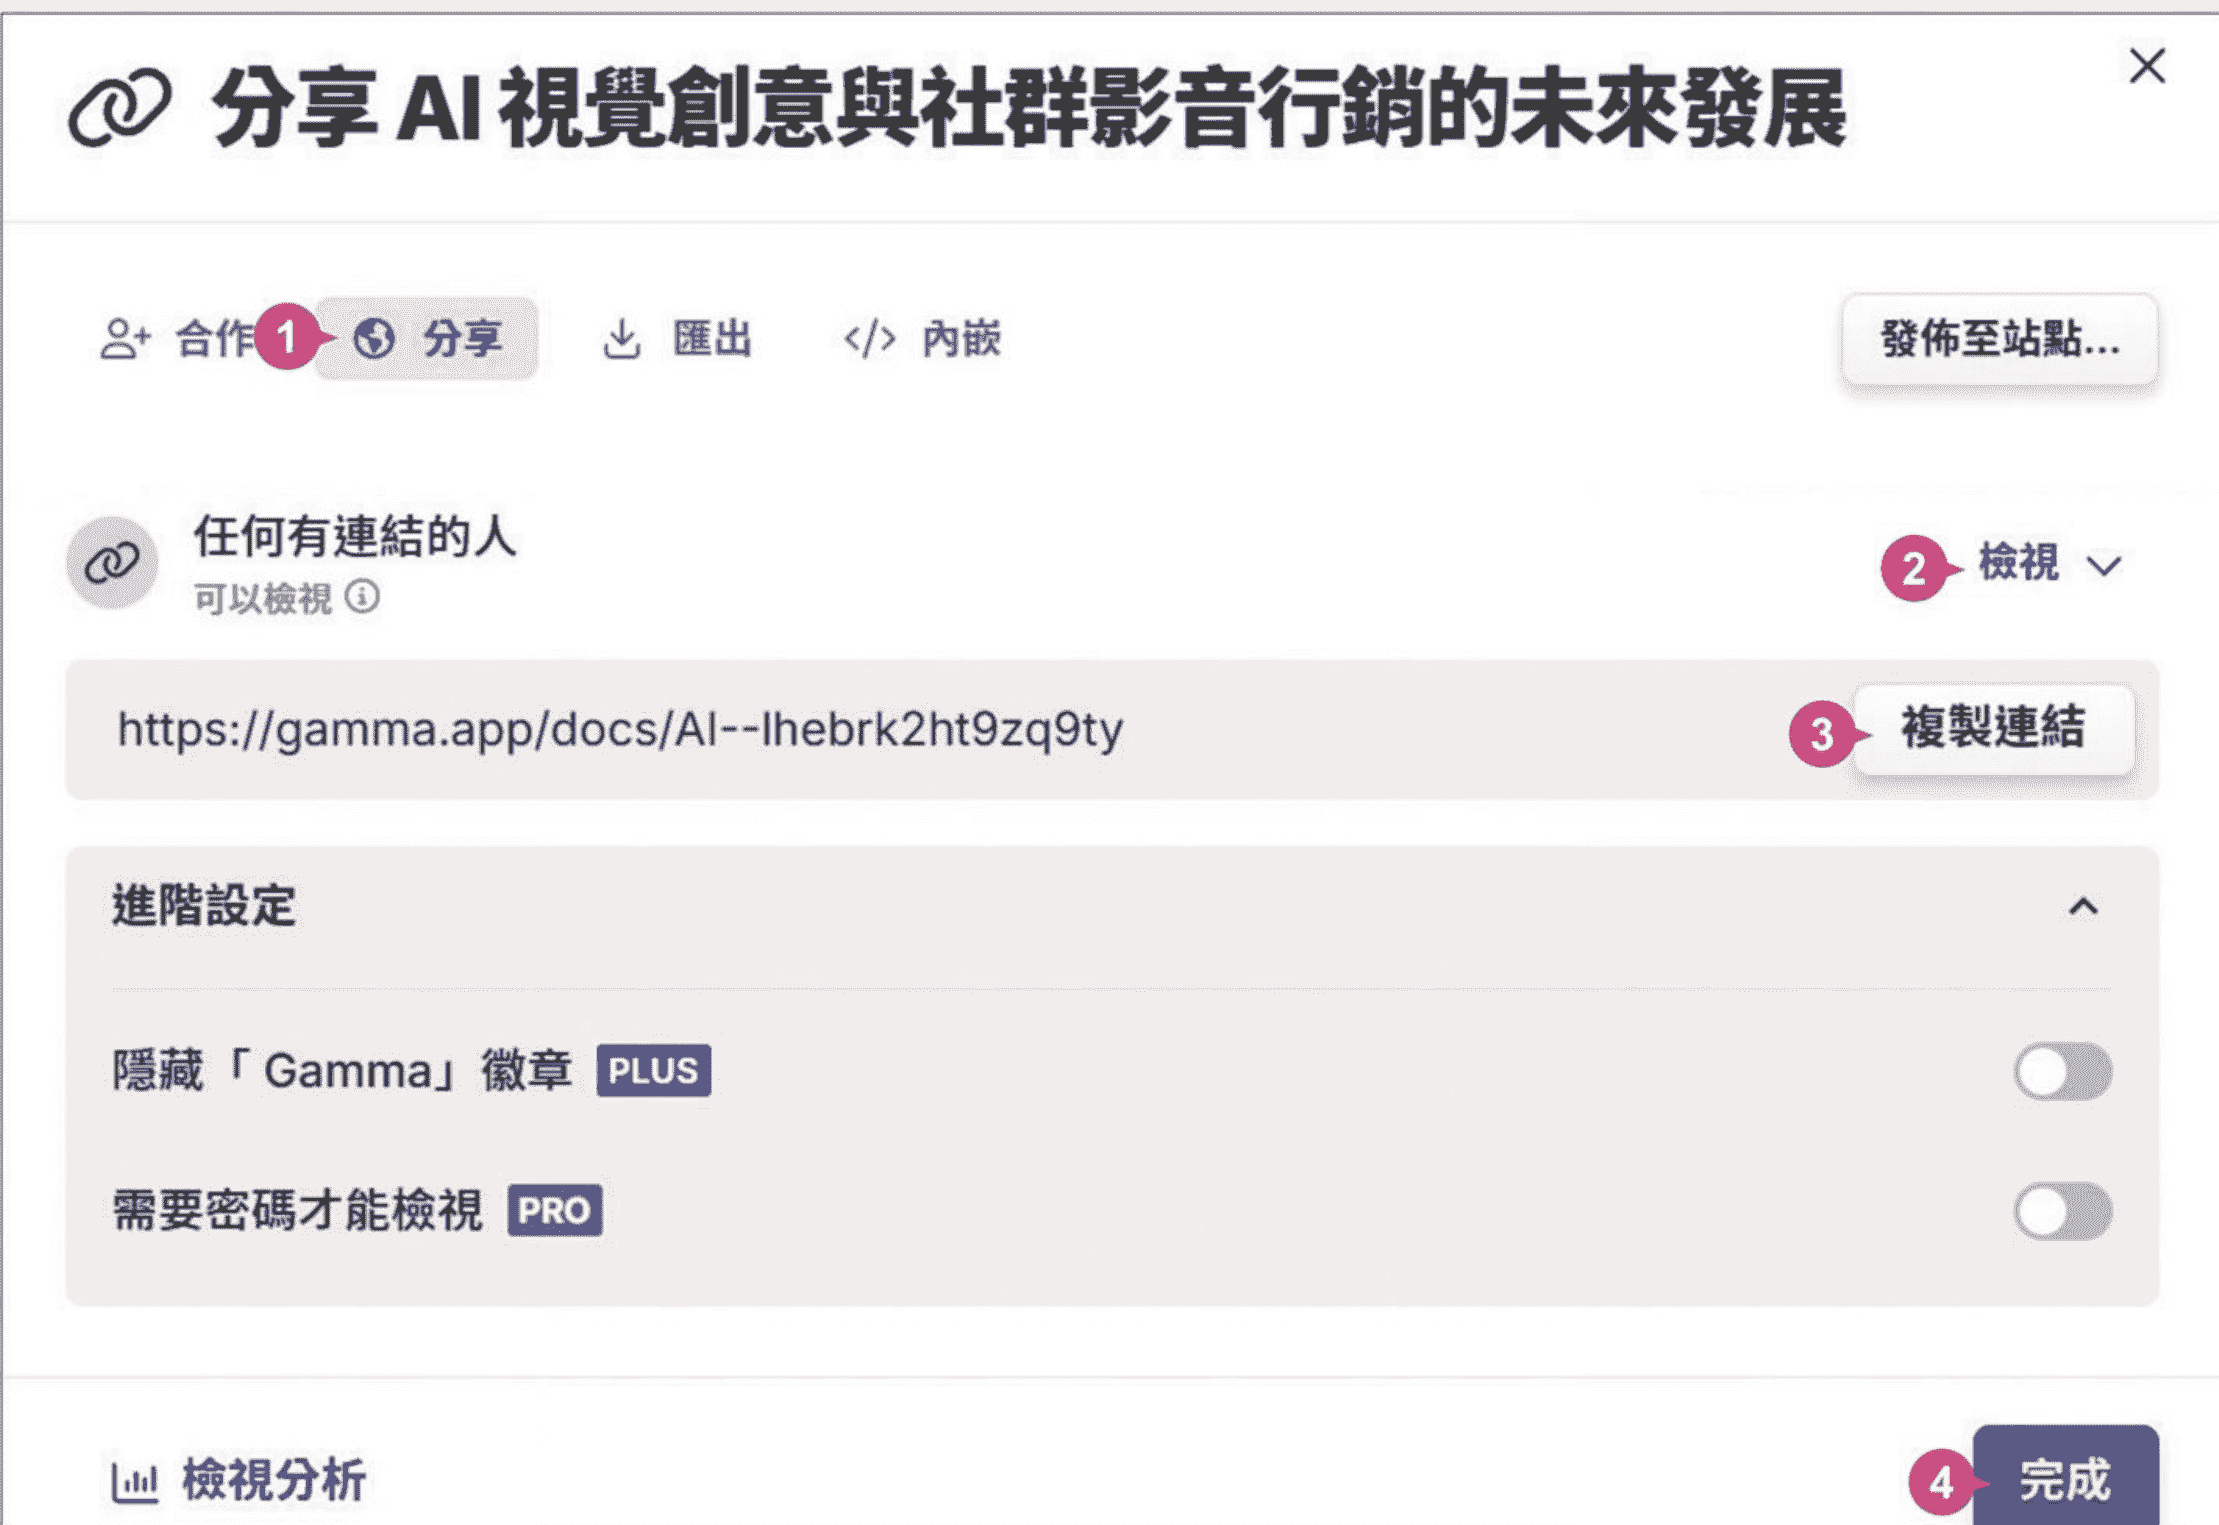 分享 AI 視覺創意與社群影音行銷的未來發展
合作 1 分享 匯出 </> 內嵌 發佈至站點...
任何有連結的人
可以檢視
2 檢視
https://gamma.app/docs/AI--lhebrk2ht9zq9ty 3 複製連結
進階設定
隱藏「 Gamma」徽章 PLUS
需要密碼才能檢視 PRO
檢視分析 4 完成